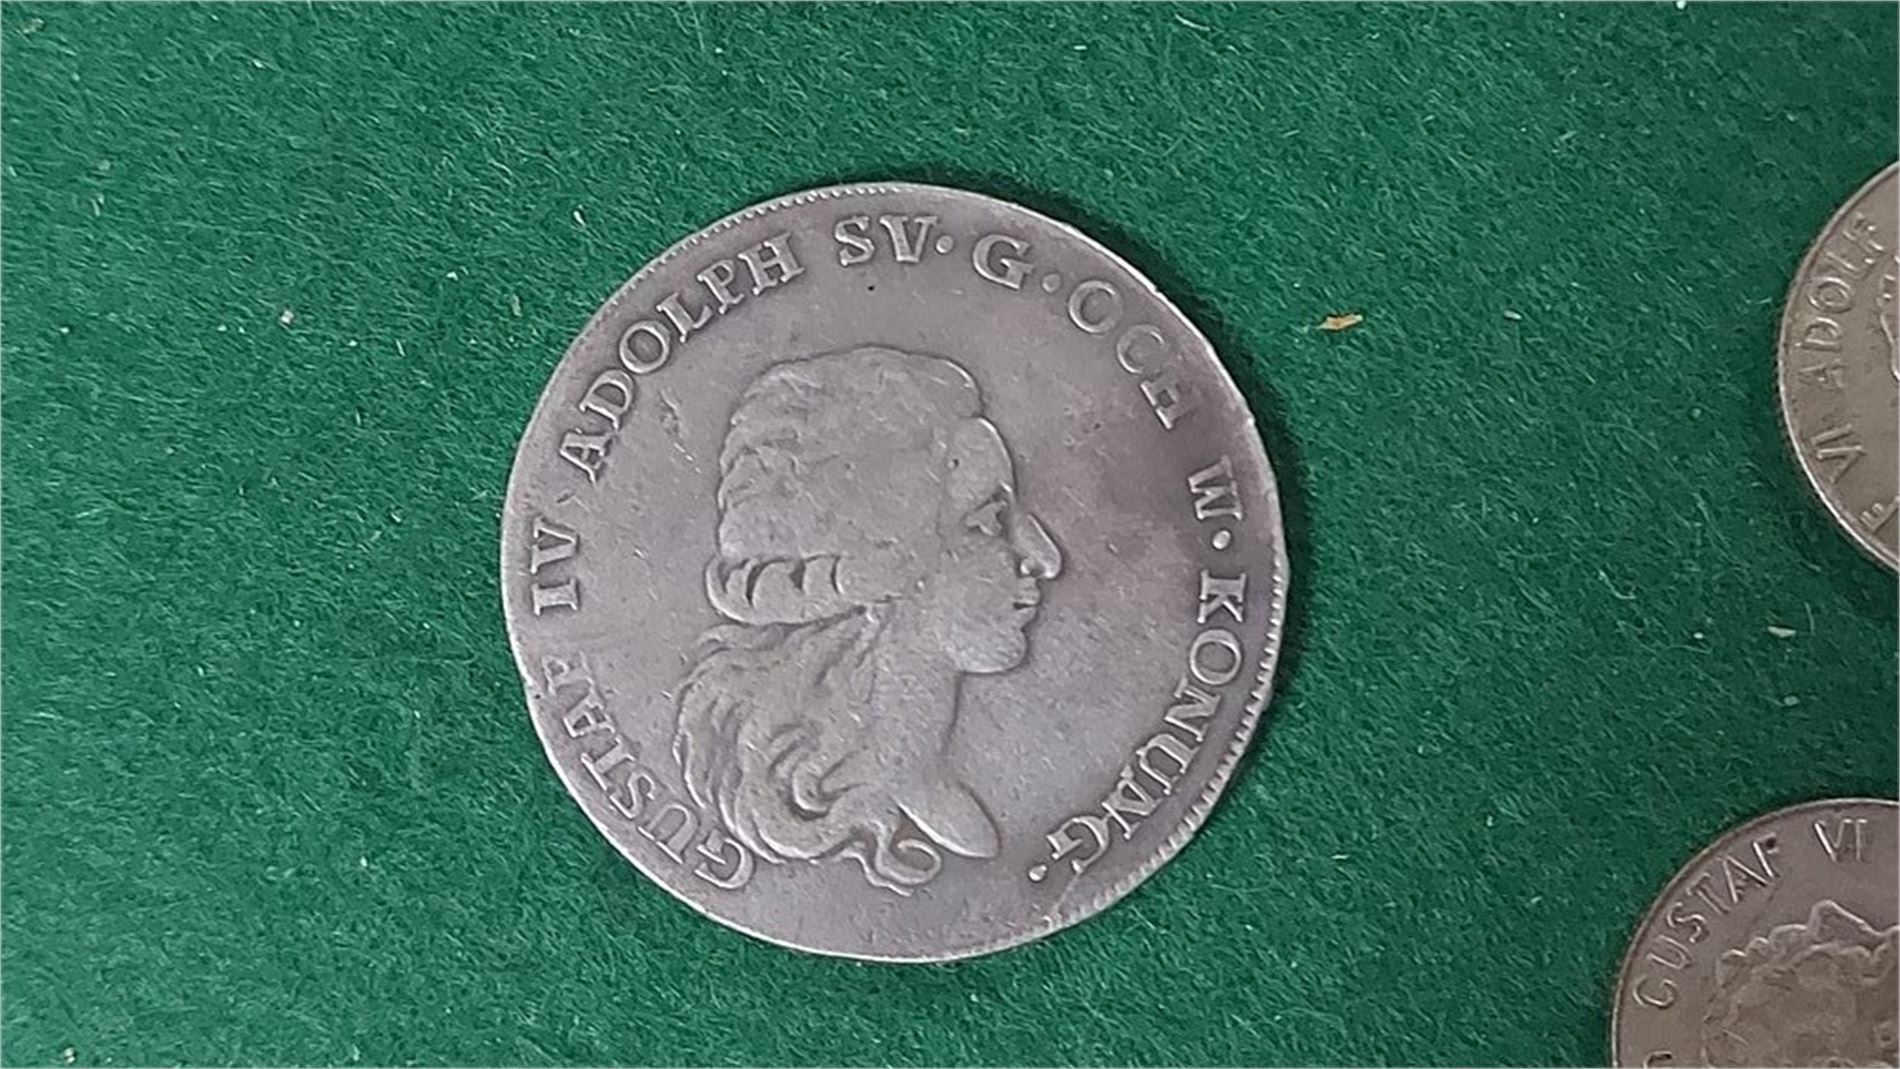 GUSTAF IV ADOLPH SV· G· OCH W· KONUNG·
VI ADOLF
GUSTAF VI